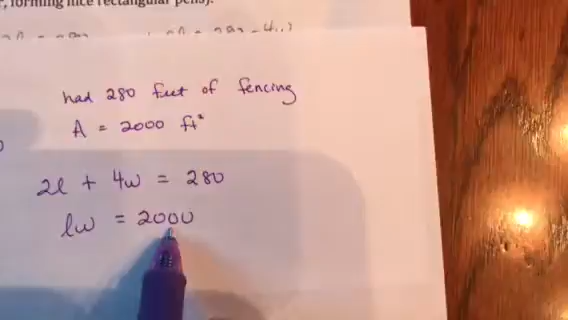 forming nice rectangular pens).
had 280 feet of fencing
A = 2000 ft²
2l + 4w = 280
lw = 2000